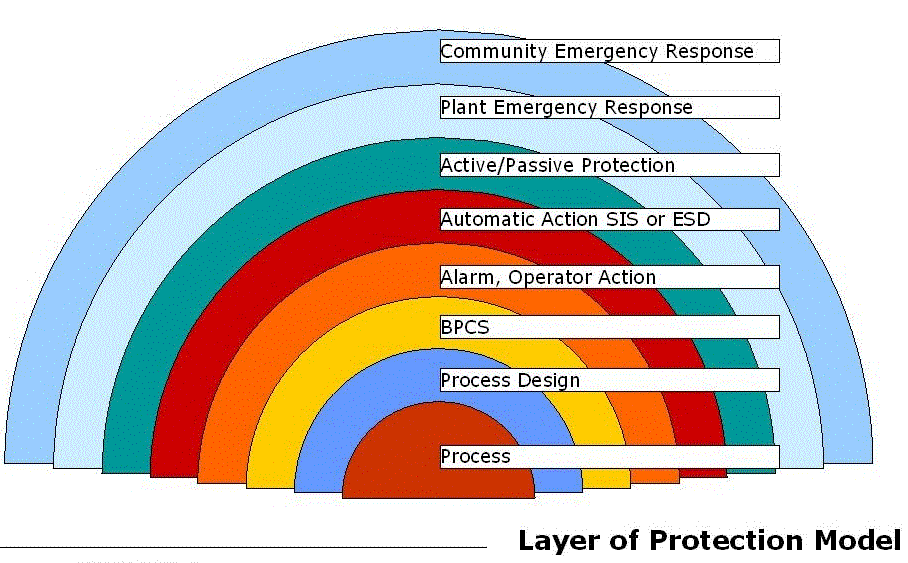 Community Emergency Response
Plant Emergency Response
Active/Passive Protection
Automatic Action SIS or ESD
Alarm, Operator Action
BPCS
Process Design
Process
Layer of Protection Model